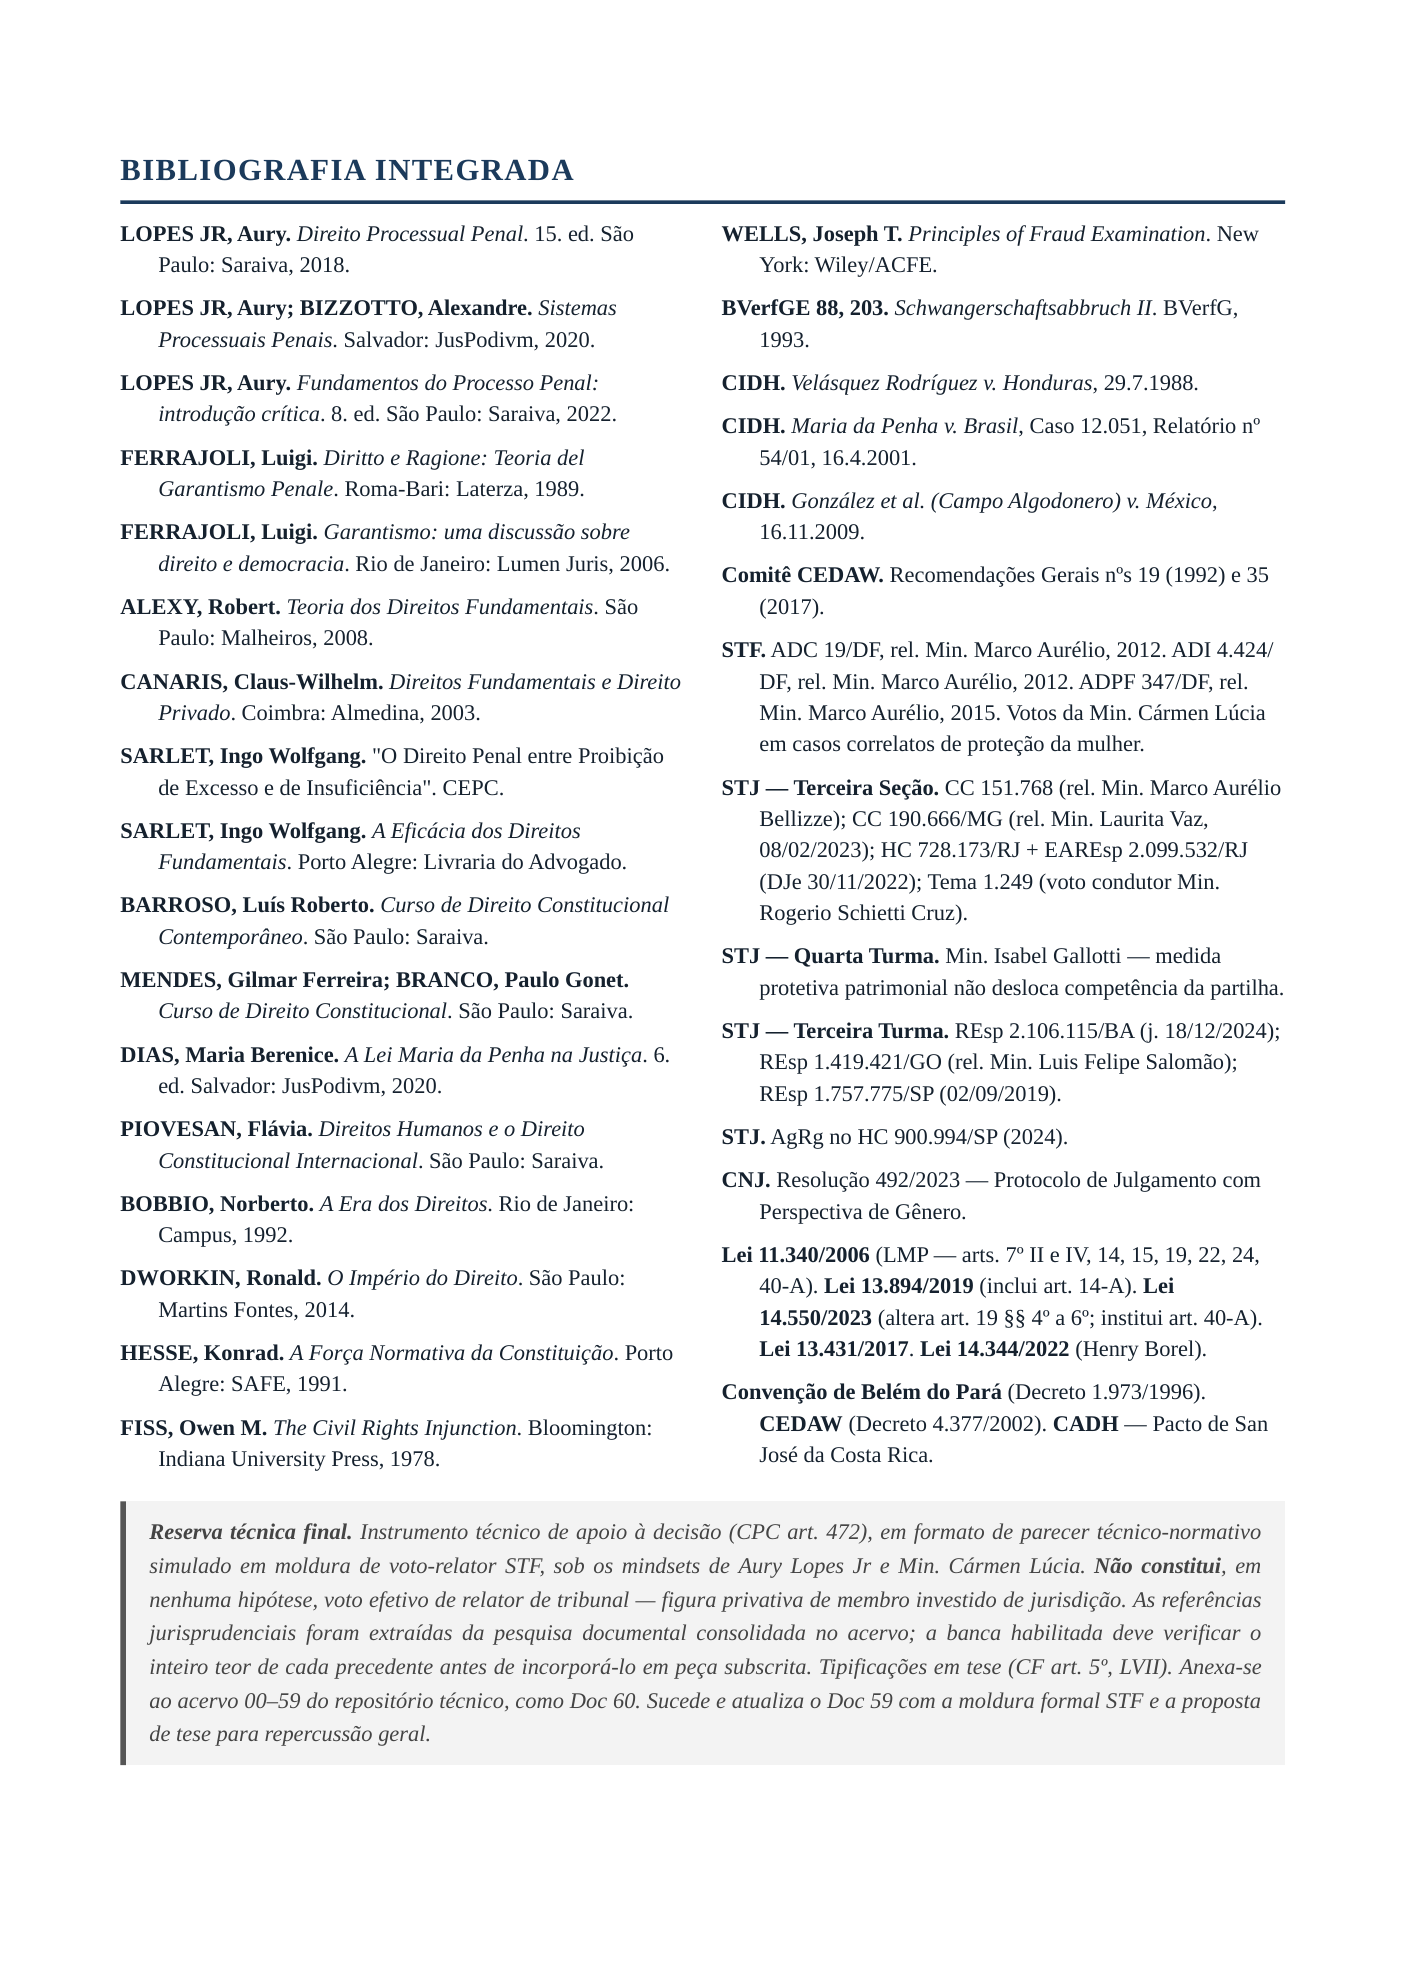 BIBLIOGRAFIA INTEGRADA
LOPES JR, Aury. Direito Processual Penal. 15. ed. São
Paulo: Saraiva, 2018.
LOPES JR, Aury; BIZZOTTO, Alexandre. Sistemas
Processuais Penais. Salvador: JusPodivm, 2020.
LOPES JR, Aury. Fundamentos do Processo Penal:
introdução crítica. 8. ed. São Paulo: Saraiva, 2022.
FERRAJOLI, Luigi. Diritto e Ragione: Teoria del
Garantismo Penale. Roma-Bari: Laterza, 1989.
FERRAJOLI, Luigi. Garantismo: uma discussão sobre
direito e democracia. Rio de Janeiro: Lumen Juris, 2006.
ALEXY, Robert. Teoria dos Direitos Fundamentais. São
Paulo: Malheiros, 2008.
CANARIS, Claus-Wilhelm. Direitos Fundamentais e Direito
Privado. Coimbra: Almedina, 2003.
SARLET, Ingo Wolfgang. "O Direito Penal entre Proibição
de Excesso e de Insuficiência". CEPC.
SARLET, Ingo Wolfgang. A Eficácia dos Direitos
Fundamentais. Porto Alegre: Livraria do Advogado.
BARROSO, Luís Roberto. Curso de Direito Constitucional
Contemporâneo. São Paulo: Saraiva.
MENDES, Gilmar Ferreira; BRANCO, Paulo Gonet.
Curso de Direito Constitucional. São Paulo: Saraiva.
DIAS, Maria Berenice. A Lei Maria da Penha na Justiça. 6.
ed. Salvador: JusPodivm, 2020.
PIOVESAN, Flávia. Direitos Humanos e o Direito
Constitucional Internacional. São Paulo: Saraiva.
BOBBIO, Norberto. A Era dos Direitos. Rio de Janeiro:
Campus, 1992.
DWORKIN, Ronald. O Império do Direito. São Paulo:
Martins Fontes, 2014.
HESSE, Konrad. A Força Normativa da Constituição. Porto
Alegre: SAFE, 1991.
FISS, Owen M. The Civil Rights Injunction. Bloomington:
Indiana University Press, 1978.
WELLS, Joseph T. Principles of Fraud Examination. New
York: Wiley/ACFE.
BVerfGE 88, 203. Schwangerschaftsabbruch II. BVerfG,
1993.
CIDH. Velásquez Rodríguez v. Honduras, 29.7.1988.
CIDH. Maria da Penha v. Brasil, Caso 12.051, Relatório nº
54/01, 16.4.2001.
CIDH. González et al. (Campo Algodonero) v. México,
16.11.2009.
Comitê CEDAW. Recomendações Gerais nºs 19 (1992) e 35
(2017).
STF. ADC 19/DF, rel. Min. Marco Aurélio, 2012. ADI 4.424/
DF, rel. Min. Marco Aurélio, 2012. ADPF 347/DF, rel.
Min. Marco Aurélio, 2015. Votos da Min. Cármen Lúcia
em casos correlatos de proteção da mulher.
STJ — Terceira Seção. CC 151.768 (rel. Min. Marco Aurélio
Bellizze); CC 190.666/MG (rel. Min. Laurita Vaz,
08/02/2023); HC 728.173/RJ + EAREsp 2.099.532/RJ
(DJe 30/11/2022); Tema 1.249 (voto condutor Min.
Rogerio Schietti Cruz).
STJ — Quarta Turma. Min. Isabel Gallotti — medida
protetiva patrimonial não desloca competência da partilha.
STJ — Terceira Turma. REsp 2.106.115/BA (j. 18/12/2024);
REsp 1.419.421/GO (rel. Min. Luis Felipe Salomão);
REsp 1.757.775/SP (02/09/2019).
STJ. AgRg no HC 900.994/SP (2024).
CNJ. Resolução 492/2023 — Protocolo de Julgamento com
Perspectiva de Gênero.
Lei 11.340/2006 (LMP — arts. 7º II e IV, 14, 15, 19, 22, 24,
40-A). Lei 13.894/2019 (inclui art. 14-A). Lei
14.550/2023 (altera art. 19 §§ 4º a 6º; institui art. 40-A).
Lei 13.431/2017. Lei 14.344/2022 (Henry Borel).
Convenção de Belém do Pará (Decreto 1.973/1996).
CEDAW (Decreto 4.377/2002). CADH — Pacto de San
José da Costa Rica.
Reserva técnica final. Instrumento técnico de apoio à decisão (CPC art. 472), em formato de parecer técnico-normativo
simulado em moldura de voto-relator STF, sob os mindsets de Aury Lopes Jr e Min. Cármen Lúcia. Não constitui, em
nenhuma hipótese, voto efetivo de relator de tribunal — figura privativa de membro investido de jurisdição. As referências
jurisprudenciais foram extraídas da pesquisa documental consolidada no acervo; a banca habilitada deve verificar o
inteiro teor de cada precedente antes de incorporá-lo em peça subscrita. Tipificações em tese (CF art. 5º, LVII). Anexa-se
ao acervo 00–59 do repositório técnico, como Doc 60. Sucede e atualiza o Doc 59 com a moldura formal STF e a proposta
de tese para repercussão geral.